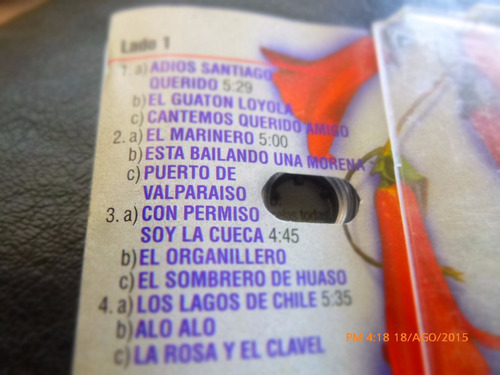 Lado 1
1. a) ADIOS SANTIAGO
QUERIDO 5:29
b) EL GUATON LOYOLA
c) CANTEMOS QUERIDO AMIGO
2. a) EL MARINERO 5:00
b) ESTA BAILANDO UNA MORENA
c) PUERTO DE
VALPARAISO
3. a) CON PERMISO
SOY LA CUECA 4:45
b) EL ORGANILLERO
c) EL SOMBRERO DE HUASO
4. a) LOS LAGOS DE CHILE 5:35
b) ALO ALO
c) LA ROSA Y EL CLAVEL
PM 4:18 18/AGO/2015